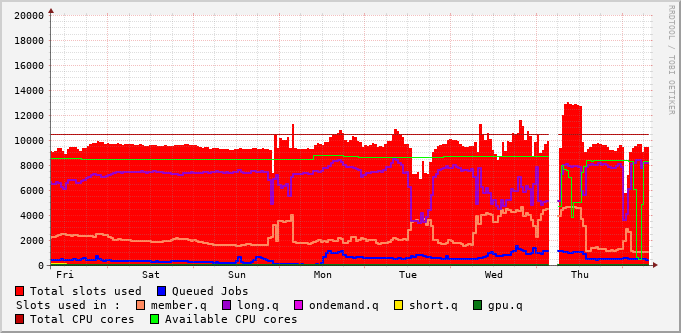 20000
18000
16000
14000
12000
10000
8000
6000
4000
2000
0
Fri Sat Sun Mon Tue Wed Thu
RRDTOOL / TOBI OETIKER
Total slots used Queued Jobs
Slots used in : member.q long.q ondemand.q short.q gpu.q
Total CPU cores Available CPU cores